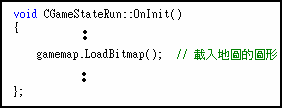 void CGameStateRun::OnInit()
{
:
gamemap.LoadBitmap();  // 載入地圖的圖形
:
};